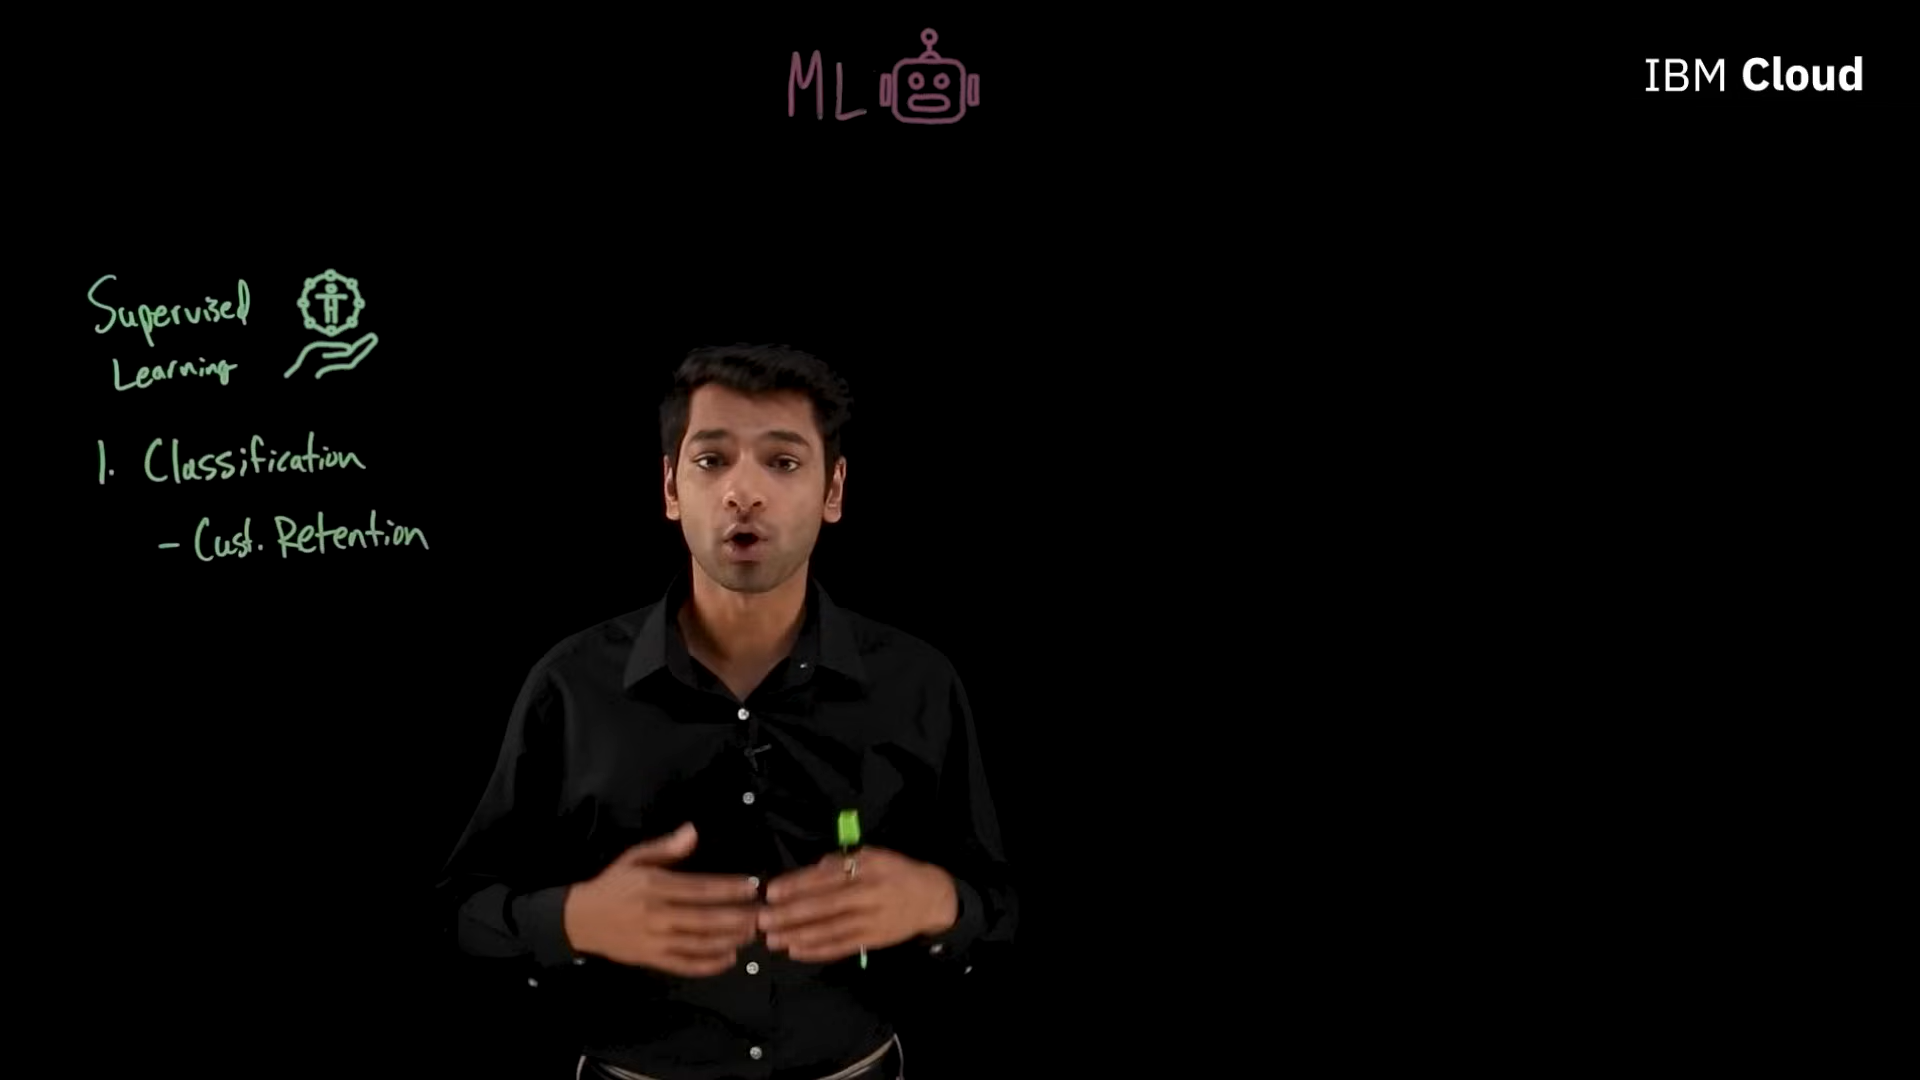 ML
IBM Cloud
Supervised
Learning
1. Classification
- Cust. Retention